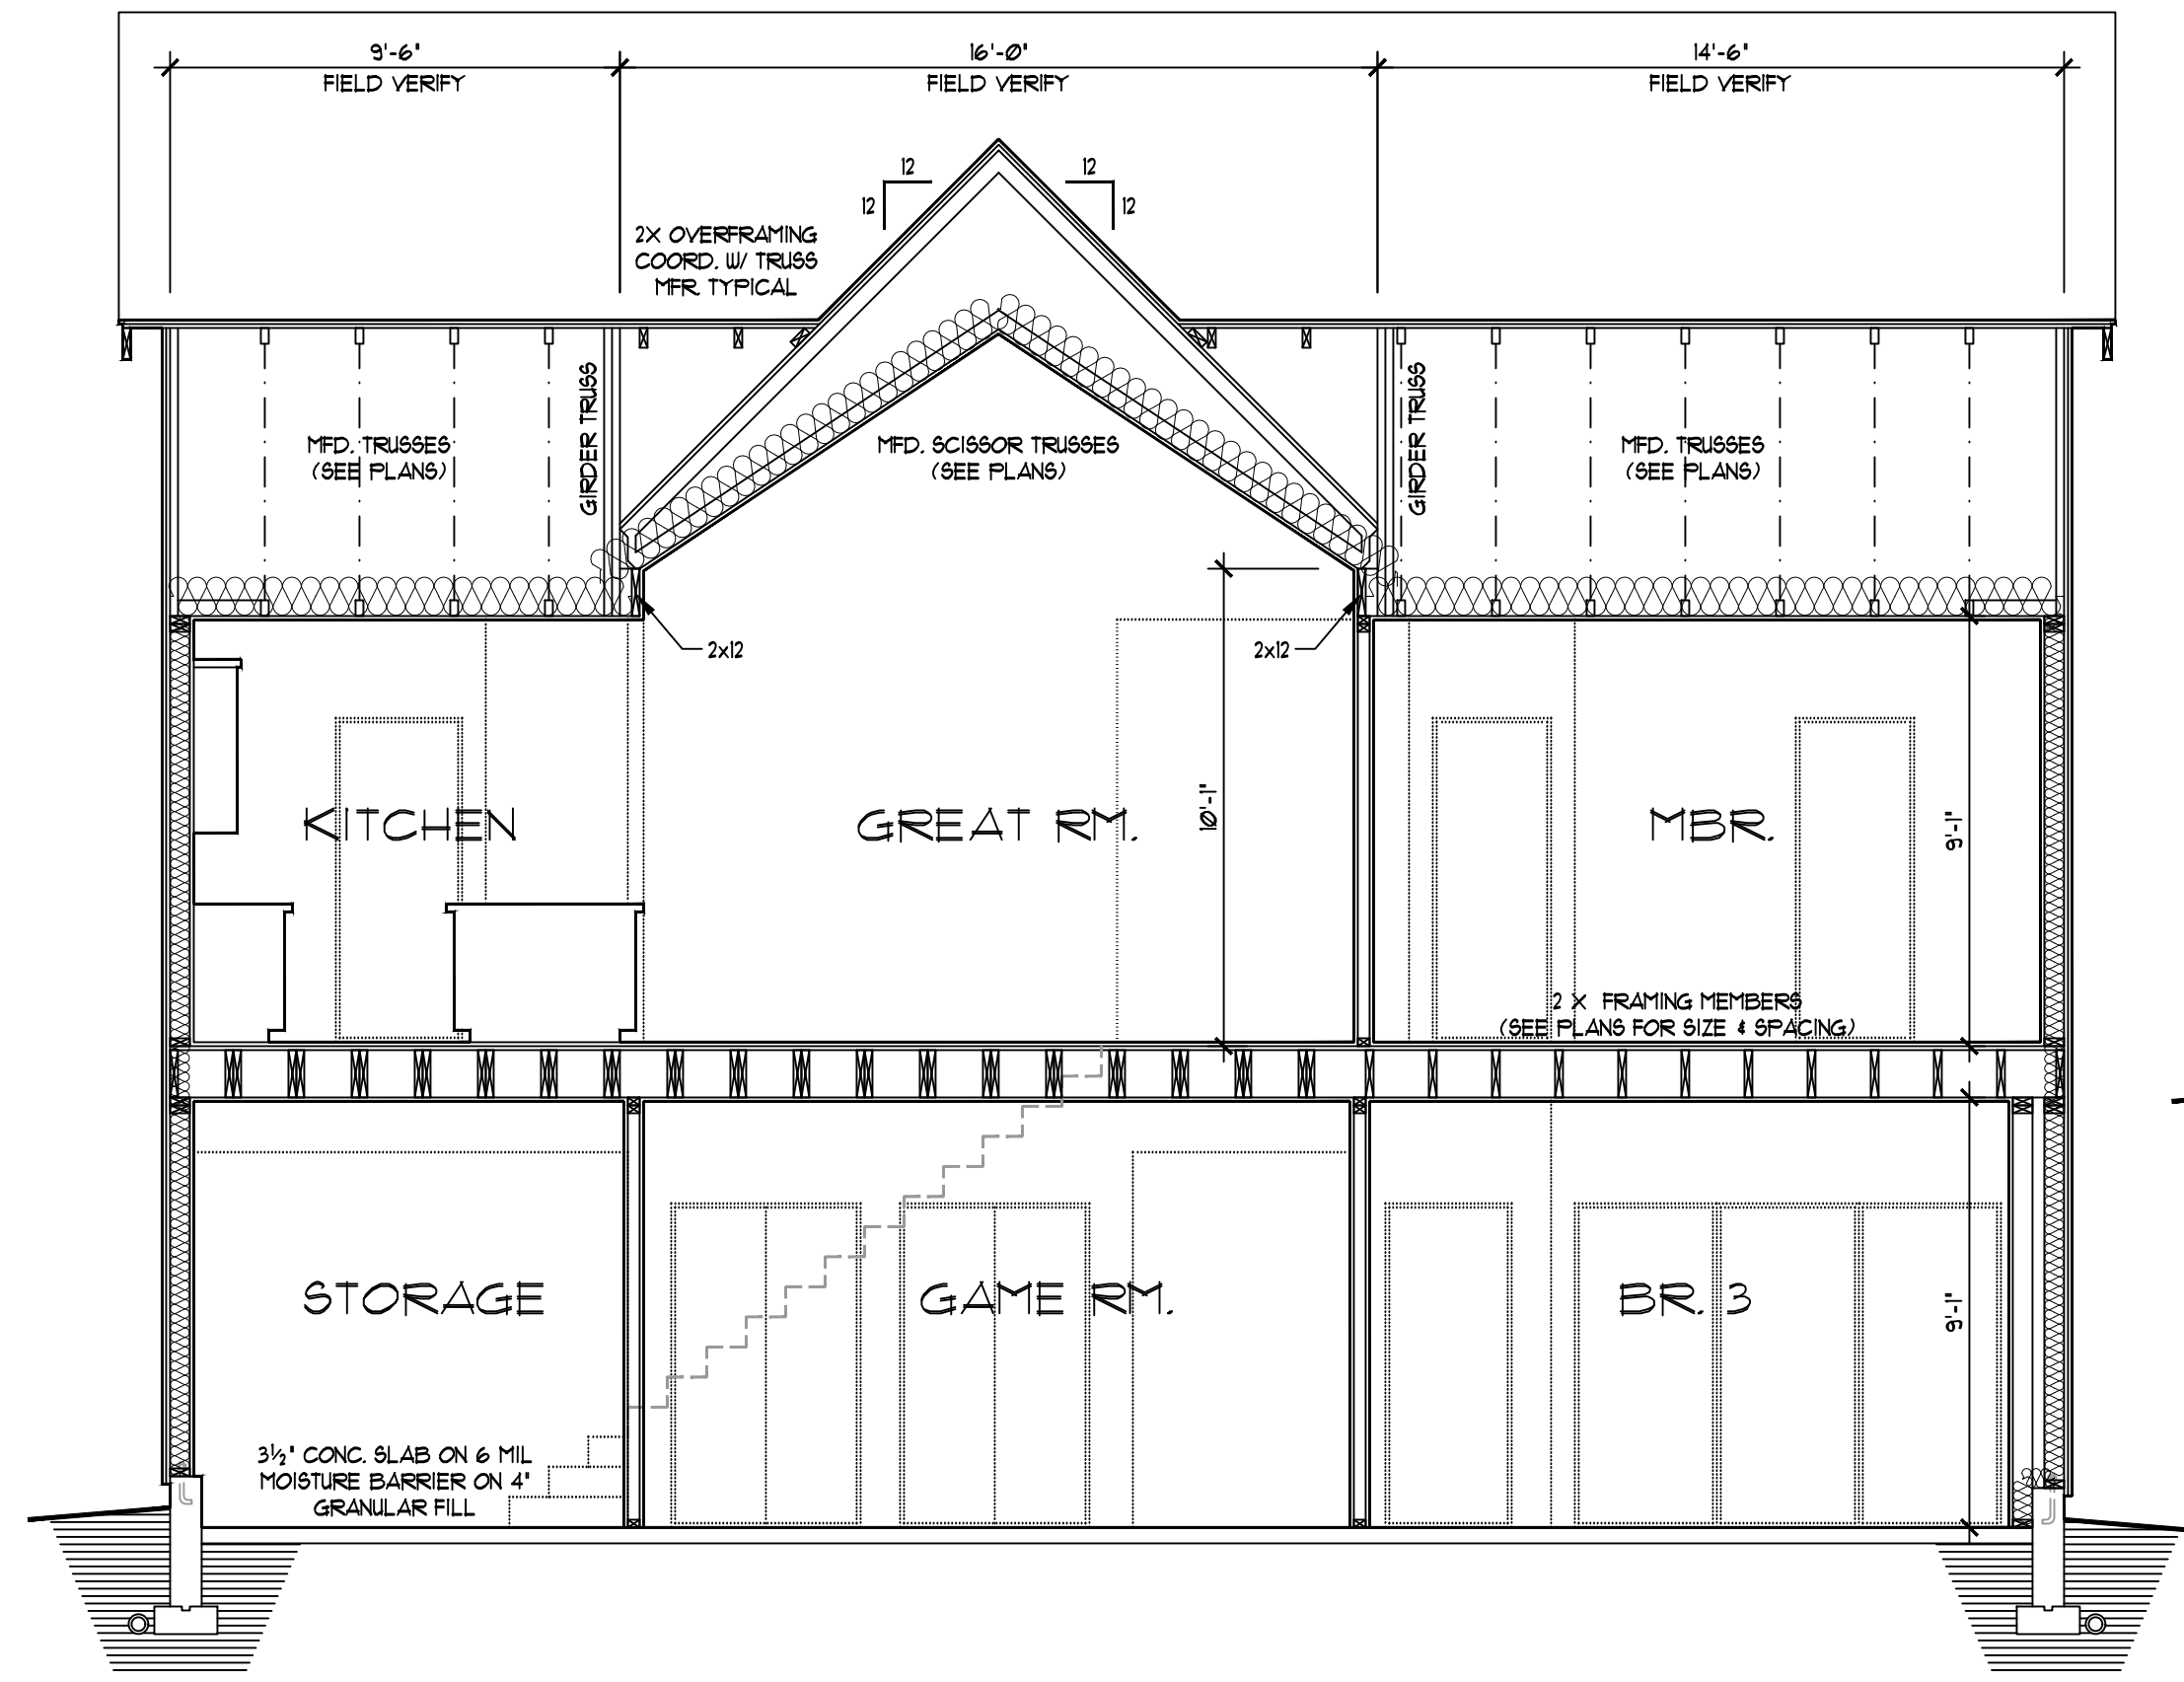 9'-6"
FIELD VERIFY
16'-0"
FIELD VERIFY
14'-6"
FIELD VERIFY
12
12
12
12
2X OVERFRAMING
COORD. W/ TRUSS
MFR. TYPICAL
MFD. TRUSSES
(SEE PLANS)
GIRDER TRUSS
MFD. SCISSOR TRUSSES
(SEE PLANS)
GIRDER TRUSS
MFD. TRUSSES
(SEE PLANS)
2x12
2x12
KITCHEN
GREAT RM.
10'-1"
MBR.
9'-1"
2 X FRAMING MEMBERS
(SEE PLANS FOR SIZE & SPACING)
STORAGE
GAME RM.
BR. 3
9'-1"
3½" CONC. SLAB ON 6 MIL
MOISTURE BARRIER ON 4"
GRANULAR FILL